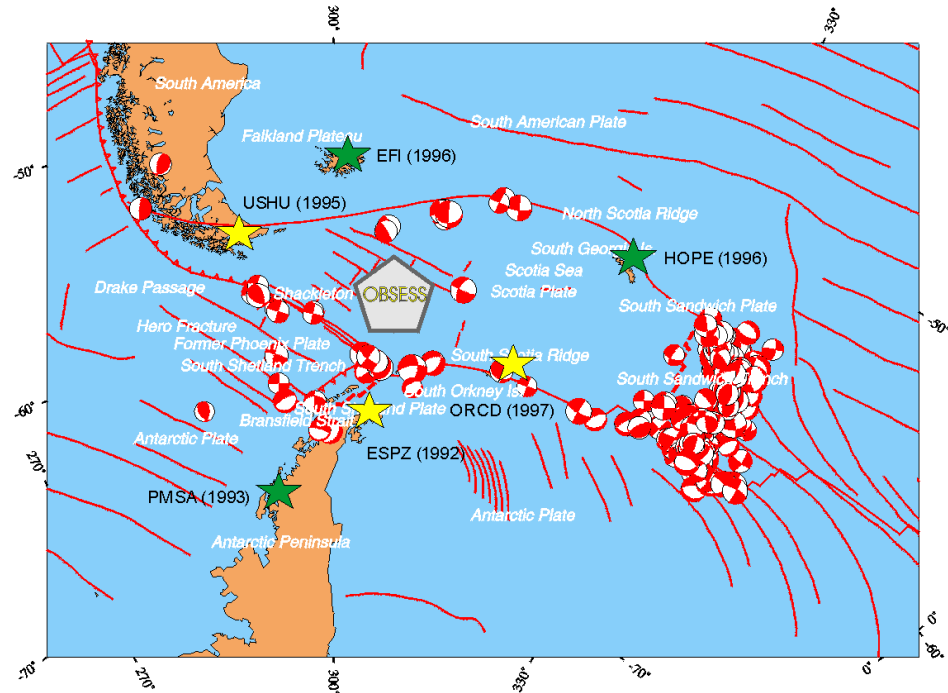 300°
330°
South America
South American Plate
Falkland Plateau
EFI (1996)
-50°
USHU (1995)
North Scotia Ridge
South Georgia Is
HOPE (1996)
Scotia Sea
Drake Passage
Shackleton
OBSESS
Scotia Plate
South Sandwich Plate
-50°
Hero Fracture
Former Phoenix Plate
South Scotia Ridge
South Shetland Trench
South Sandwich Trench
South Orkney Is
-60°
South Shetland Plate
ORCD (1997)
Bransfield Strait
Antarctic Plate
ESPZ (1992)
270°
PMSA (1993)
Antarctic Plate
Antarctic Peninsula
0°
-60°
-70°
-270°
300°
330°
-70°
0°